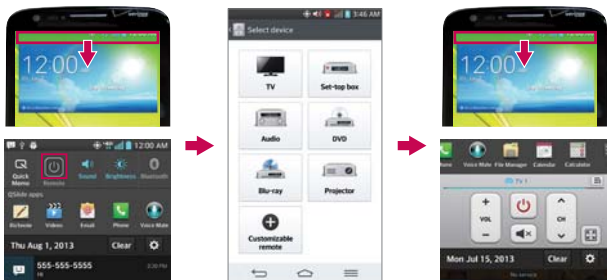 12:00
12:00 AM
Quick Menu
Remote
Sound
Brightness
Bluetooth
QSlide apps
Videos
Email
Phone
Voice Mate
Thu Aug 1, 2013
Clear
555-555-5555
Hi
3:46 AM
Select device
TV
Set-top box
Audio
DVD
Blu-ray
Projector
Customizable remote
12:00
Voice Mate
File Manager
Calendar
Calculator
TV 1
+
VOL
-
CH
Mon Jul 15, 2013
Clear
No service